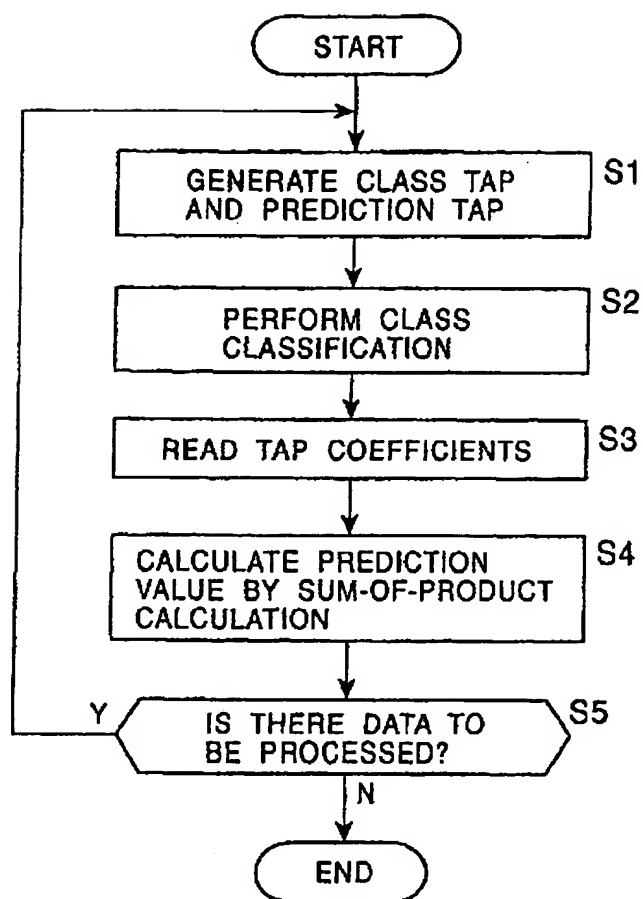 START
GENERATE CLASS TAP
AND PREDICTION TAP
S1
PERFORM CLASS
CLASSIFICATION
S2
READ TAP COEFFICIENTS
S3
CALCULATE PREDICTION
VALUE BY SUM-OF-PRODUCT
CALCULATION
S4
Y
IS THERE DATA TO
BE PROCESSED?
S5
N
END